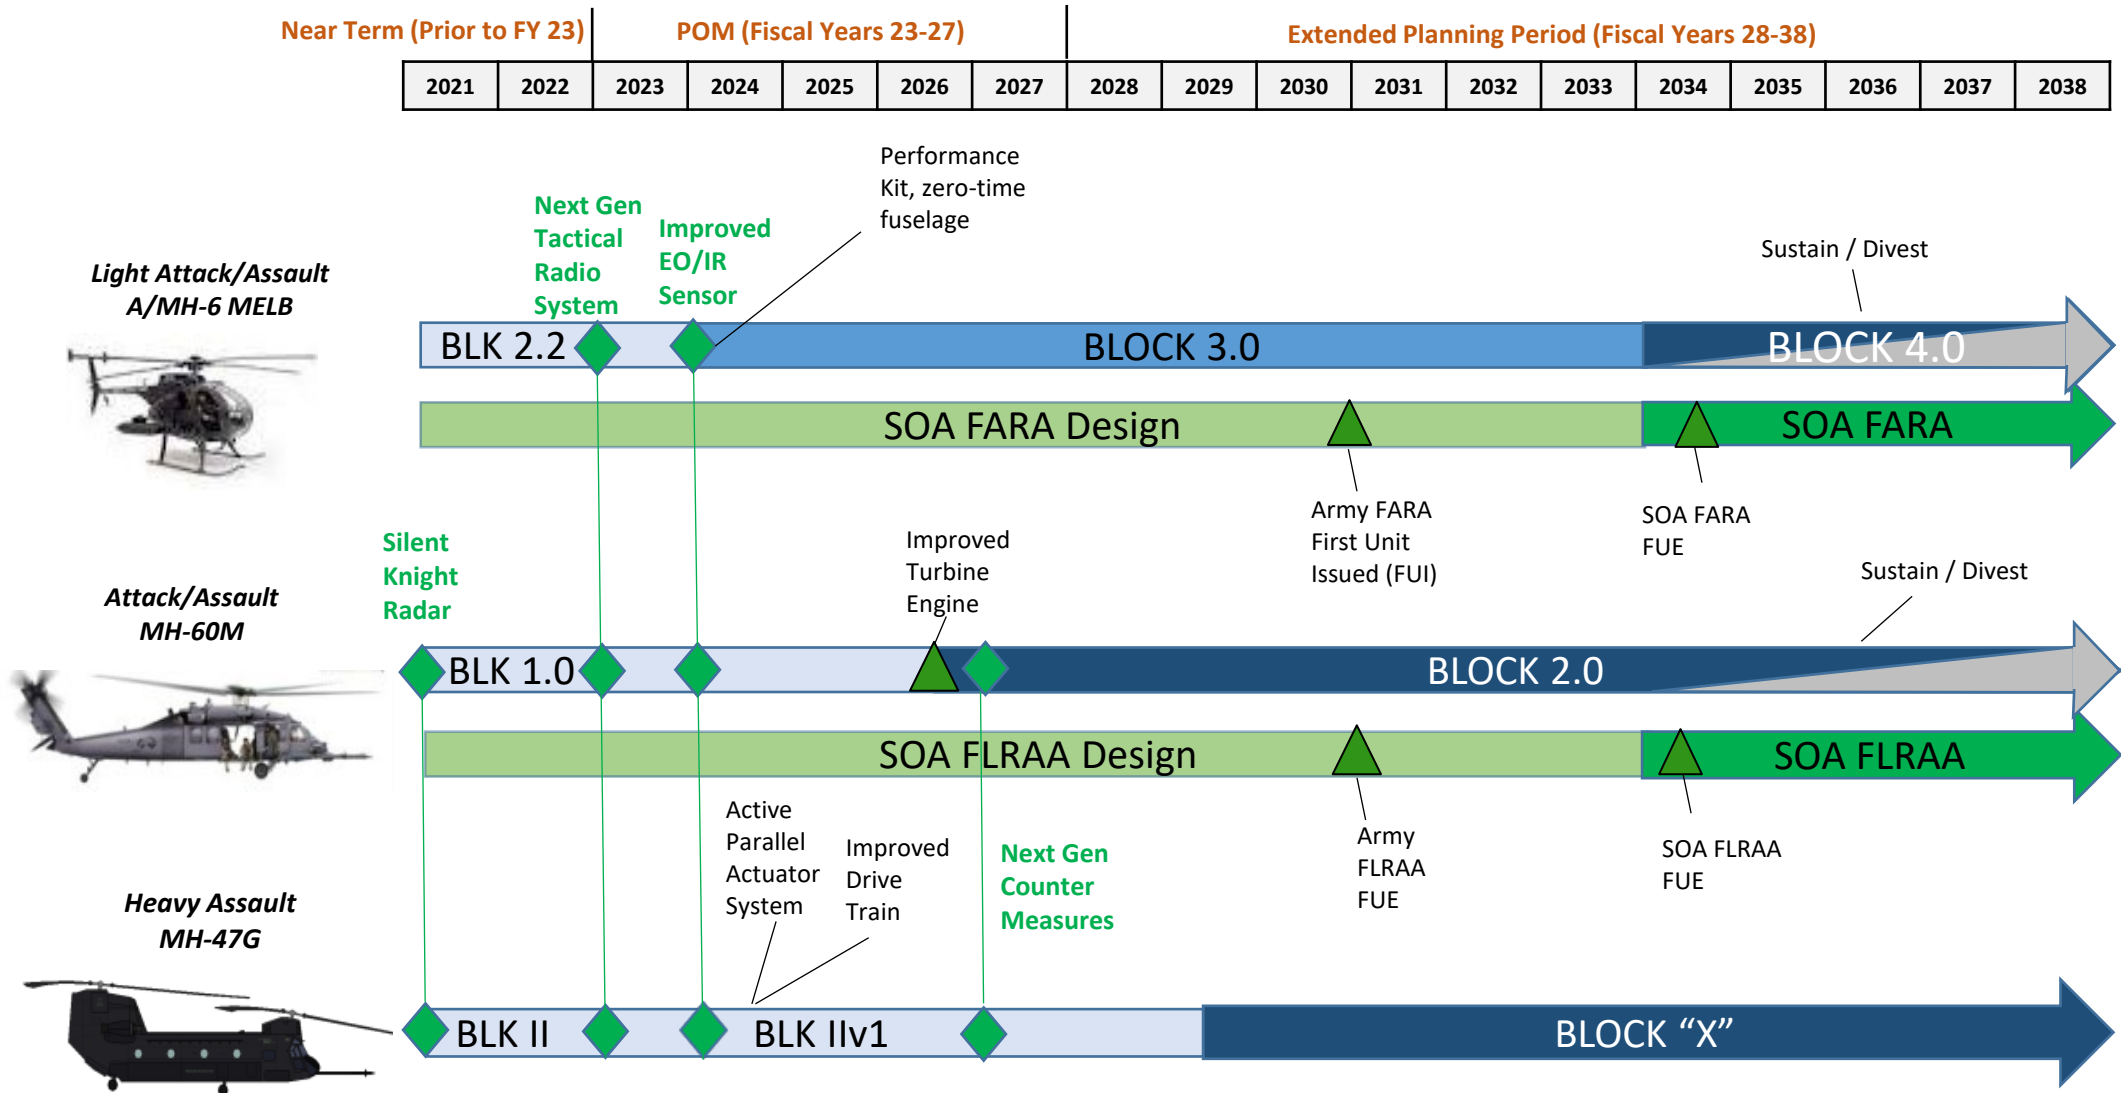 Near Term (Prior to FY 23)
POM (Fiscal Years 23-27)
Extended Planning Period (Fiscal Years 28-38)
2021 2022 2023 2024 2025 2026 2027 2028 2029 2030 2031 2032 2033 2034 2035 2036 2037 2038
Performance
Kit, zero-time
fuselage
Next Gen
Tactical
Radio
System
Improved
EO/IR
Sensor
Sustain / Divest
Light Attack/Assault
A/MH-6 MELB
BLK 2.2
BLOCK 3.0
BLOCK 4.0
SOA FARA Design
SOA FARA
Army FARA
First Unit
Issued (FUI)
SOA FARA
FUE
Silent
Knight
Radar
Improved
Turbine
Engine
Sustain / Divest
Attack/Assault
MH-60M
BLK 1.0
BLOCK 2.0
SOA FLRAA Design
SOA FLRAA
Active
Parallel
Actuator
System
Improved
Drive
Train
Next Gen
Counter
Measures
Army
FLRAA
FUE
SOA FLRAA
FUE
Heavy Assault
MH-47G
BLK II
BLK IIv1
BLOCK “X”